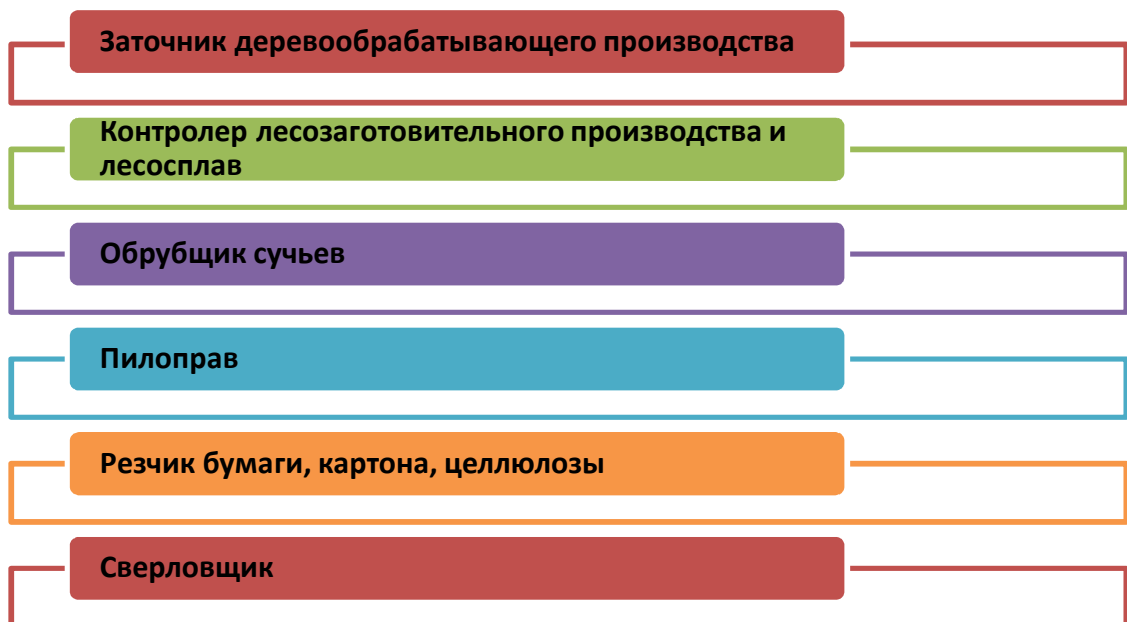 Заточник деревообрабатывающего производства
Контролер лесозаготовительного производства и
лесосплав
Обрубщик сучьев
Пилоправ
Резчик бумаги, картона, целлюлозы
Сверловщик